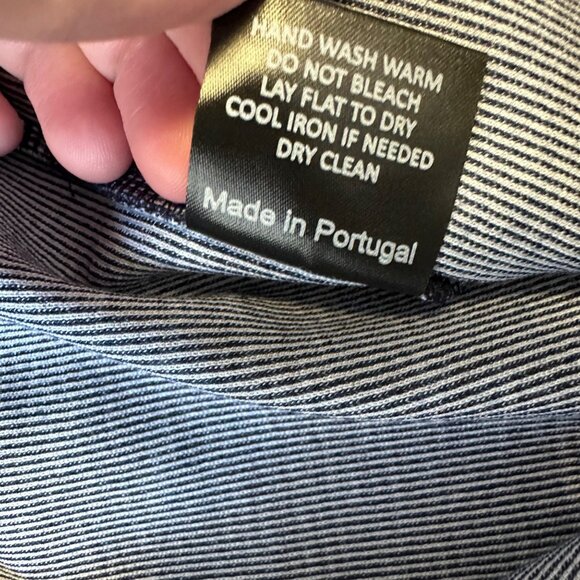 HAND WASH WARM
DO NOT BLEACH
LAY FLAT TO DRY
COOL IRON IF NEEDED
DRY CLEAN
Made in Portugal